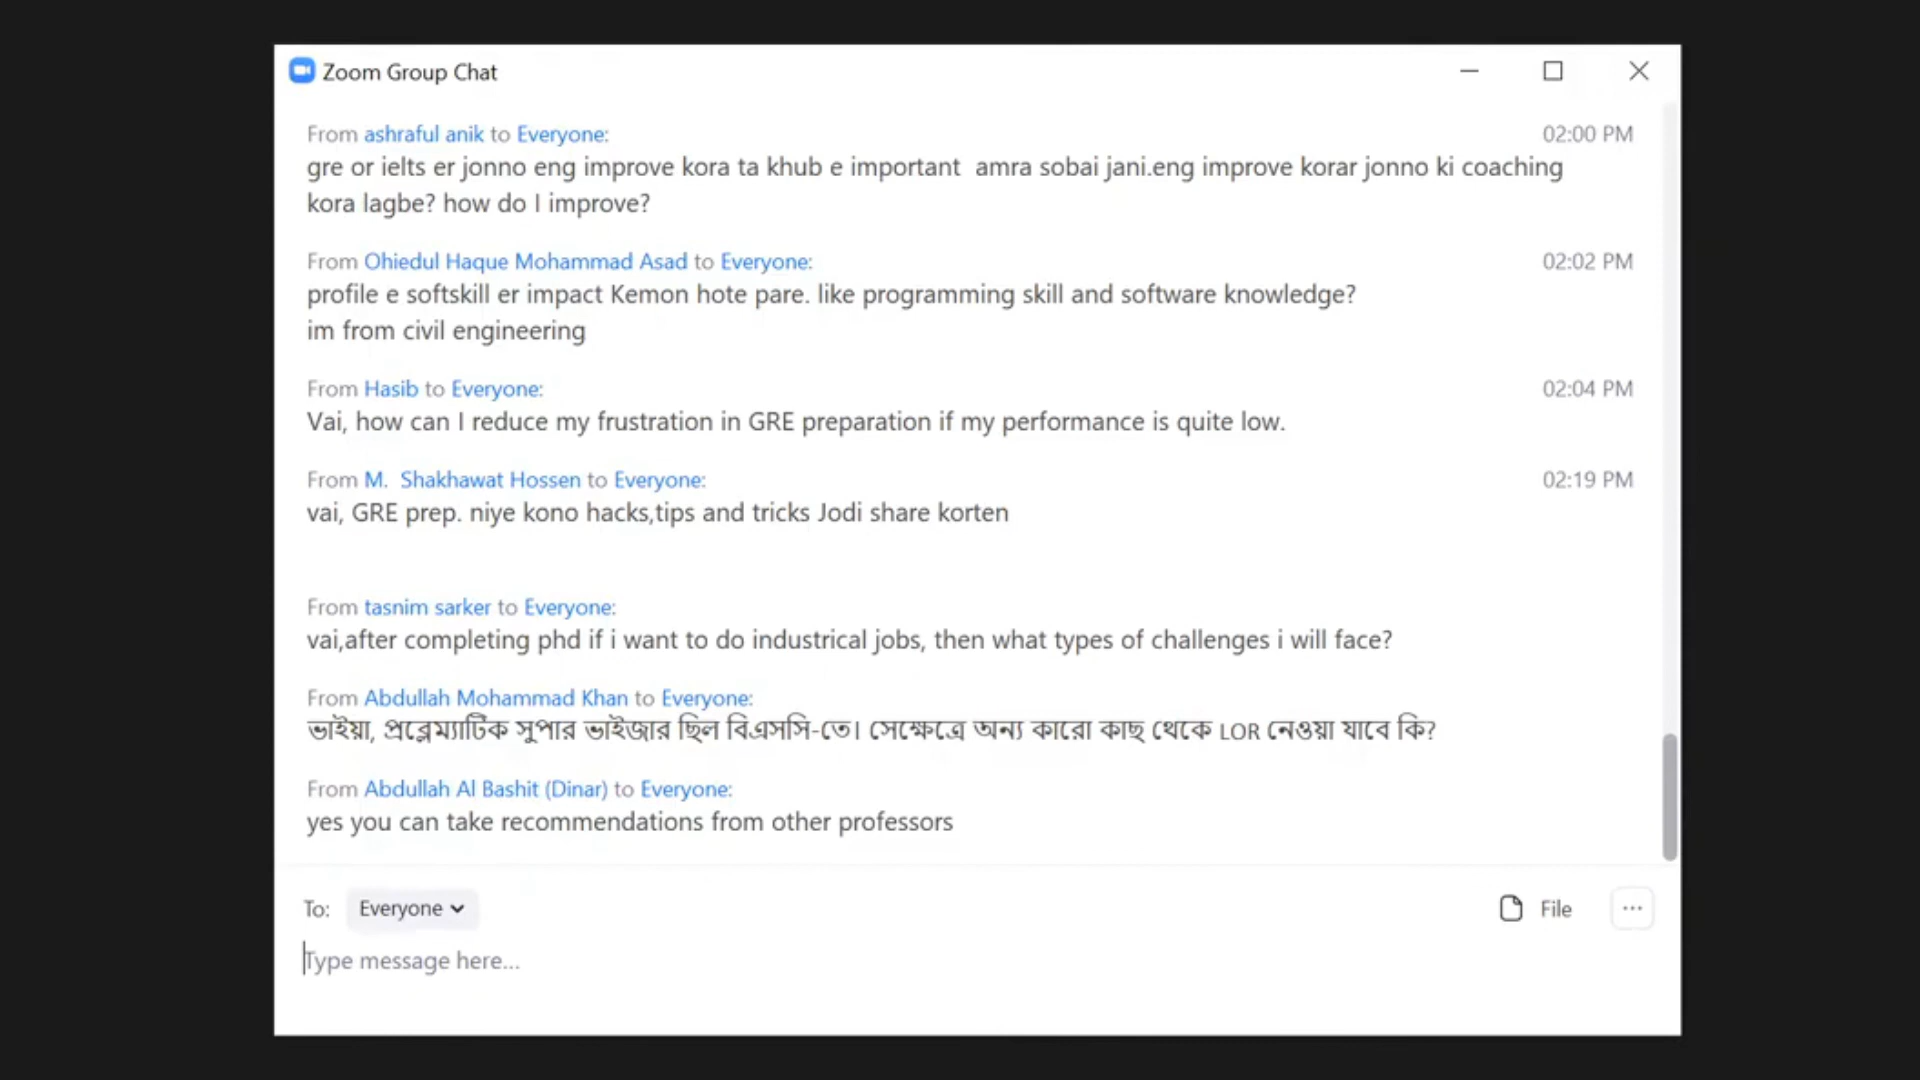 Zoom Group Chat
From ashraful anik to Everyone: 02:00 PM
gre or ielts er jonno eng improve kora ta khub e important  amra sobai jani.eng improve korar jonno ki coaching
kora lagbe? how do I improve?
From Ohiedul Haque Mohammad Asad to Everyone: 02:02 PM
profile e softskill er impact Kemon hote pare. like programming skill and software knowledge?
im from civil engineering
From Hasib to Everyone: 02:04 PM
Vai, how can I reduce my frustration in GRE preparation if my performance is quite low.
From M.  Shakhawat Hossen to Everyone: 02:19 PM
vai, GRE prep. niye kono hacks,tips and tricks Jodi share korten
From tasnim sarker to Everyone:
vai,after completing phd if i want to do industrical jobs, then what types of challenges i will face?
From Abdullah Mohammad Khan to Everyone:
ভাইয়া, প্রব্লেম্যাটিক সুপার ভাইজার ছিল বিএসসি-তে। সেক্ষেত্রে অন্য কারো কাছ থেকে LOR নেওয়া যাবে কি?
From Abdullah Al Bashit (Dinar) to Everyone:
yes you can take recommendations from other professors
To: Everyone File
Type message here...